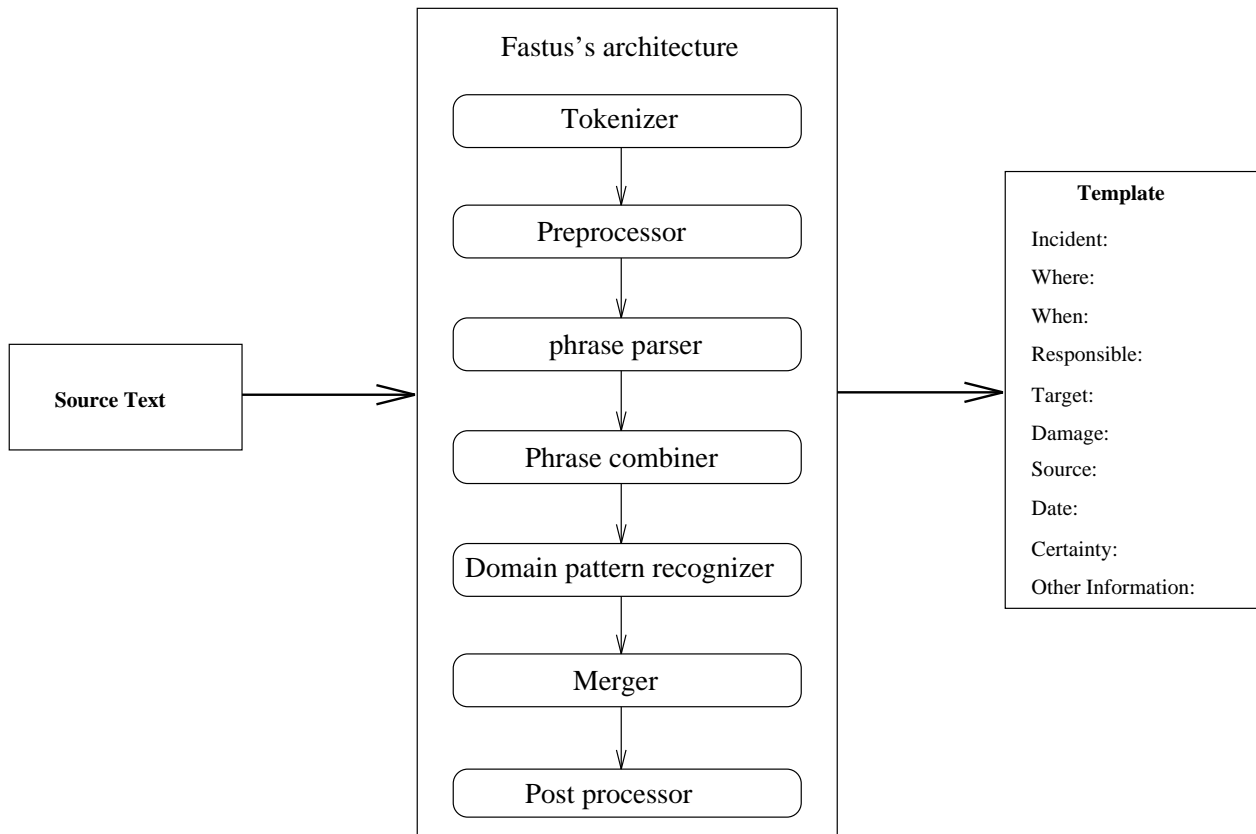 Source Text
Fastus’s architecture
Tokenizer
Preprocessor
phrase parser
Phrase combiner
Domain pattern recognizer
Merger
Post processor
Template
Incident:
Where:
When:
Responsible:
Target:
Damage:
Source:
Date:
Certainty:
Other Information: